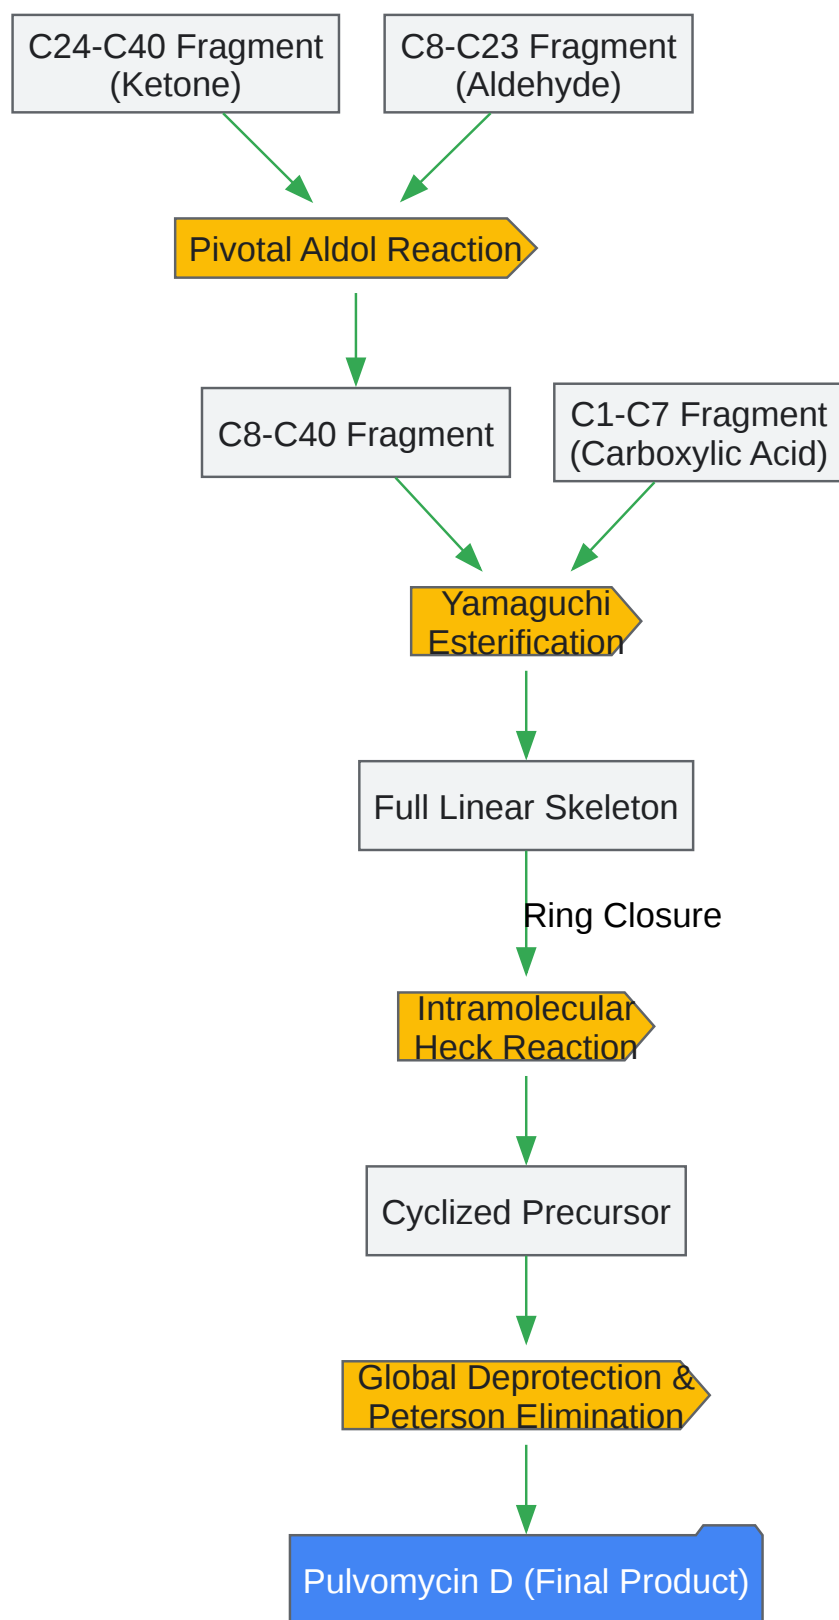 C24-C40 Fragment
(Ketone)
C8-C23 Fragment
(Aldehyde)
Pivotal Aldol Reaction
C8-C40 Fragment
C1-C7 Fragment
(Carboxylic Acid)
Yamaguchi
Esterification
Full Linear Skeleton
Ring Closure
Intramolecular
Heck Reaction
Cyclized Precursor
Global Deprotection &
Peterson Elimination
Pulvomycin D (Final Product)